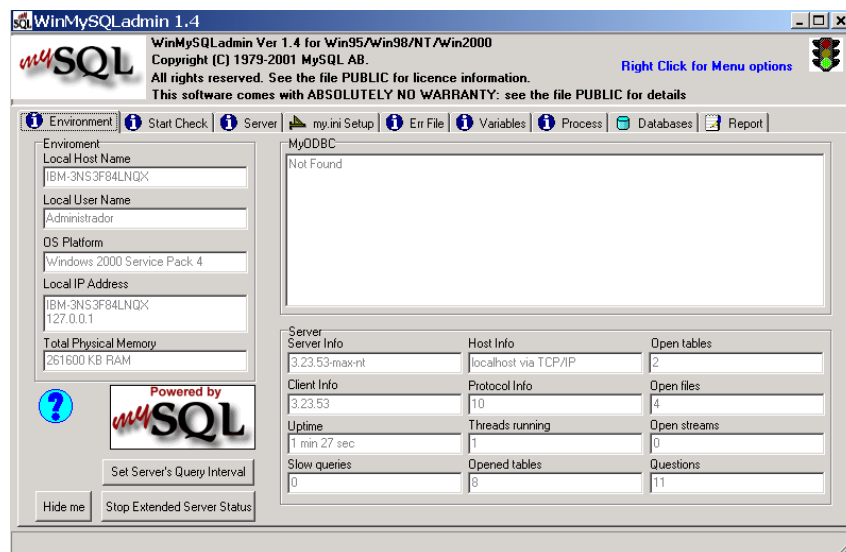 WinMySQLadmin 1.4
mySQL
WinMySQLadmin Ver 1.4 for Win95/Win98/NT/Win2000
Copyright (C) 1979-2001 MySQL AB.
All rights reserved. See the file PUBLIC for licence information.
This software comes with ABSOLUTELY NO WARRANTY: see the file PUBLIC for details
Right Click for Menu options
Environment Start Check Server my.ini Setup Err File Variables Process Databases Report
Enviroment
Local Host Name
IBM-3NS3F84LNQX
Local User Name
Administrador
OS Platform
Windows 2000 Service Pack 4
Local IP Address
IBM-3NS3F84LNQX
127.0.0.1
Total Physical Memory
261600 KB RAM
MyODBC
Not Found
Server
Server Info Host Info Open tables
3.23.53-max-nt localhost via TCP/IP 2
Client Info Protocol Info Open files
3.23.53 10 4
Uptime Threads running Open streams
1 min 27 sec 1 0
Slow queries Opened tables Questions
0 8 11
?
Powered by
mySQL
Set Server's Query Interval
Hide me Stop Extended Server Status